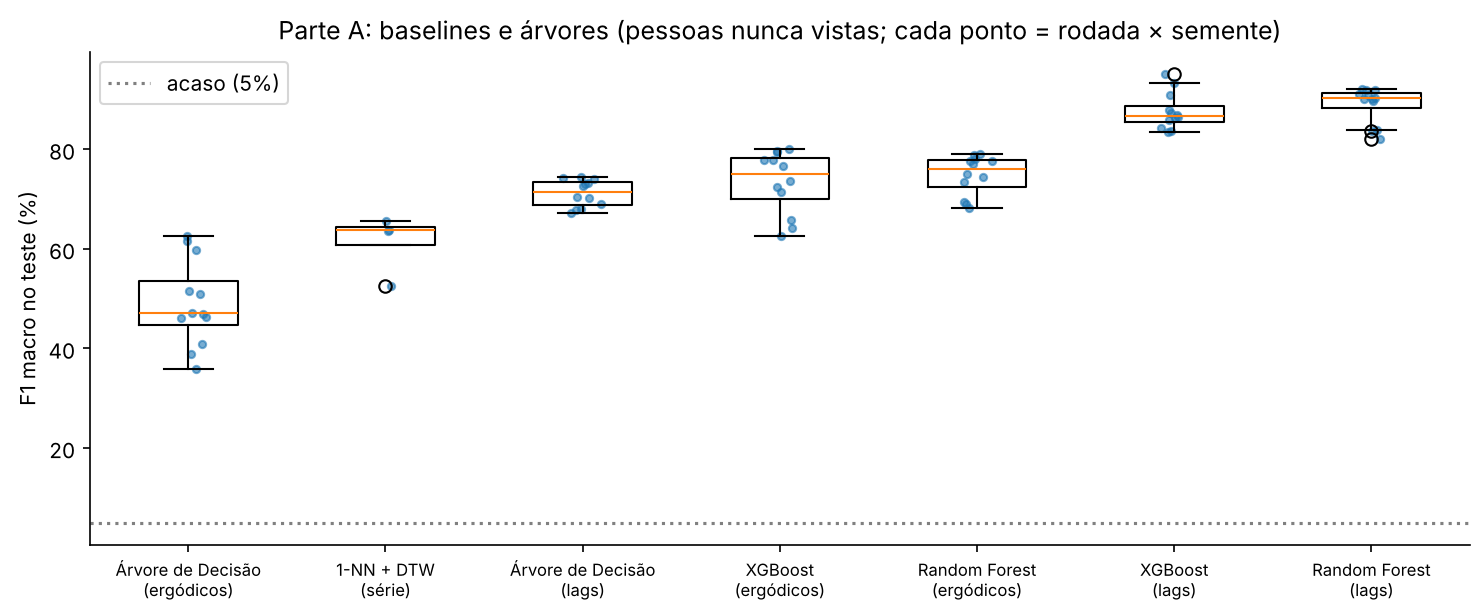 Parte A: baselines e árvores (pessoas nunca vistas; cada ponto = rodada × semente)
acaso (5%)
F1 macro no teste (%)
80
60
40
20
Árvore de Decisão
(ergódicos)
1-NN + DTW
(série)
Árvore de Decisão
(lags)
XGBoost
(ergódicos)
Random Forest
(ergódicos)
XGBoost
(lags)
Random Forest
(lags)